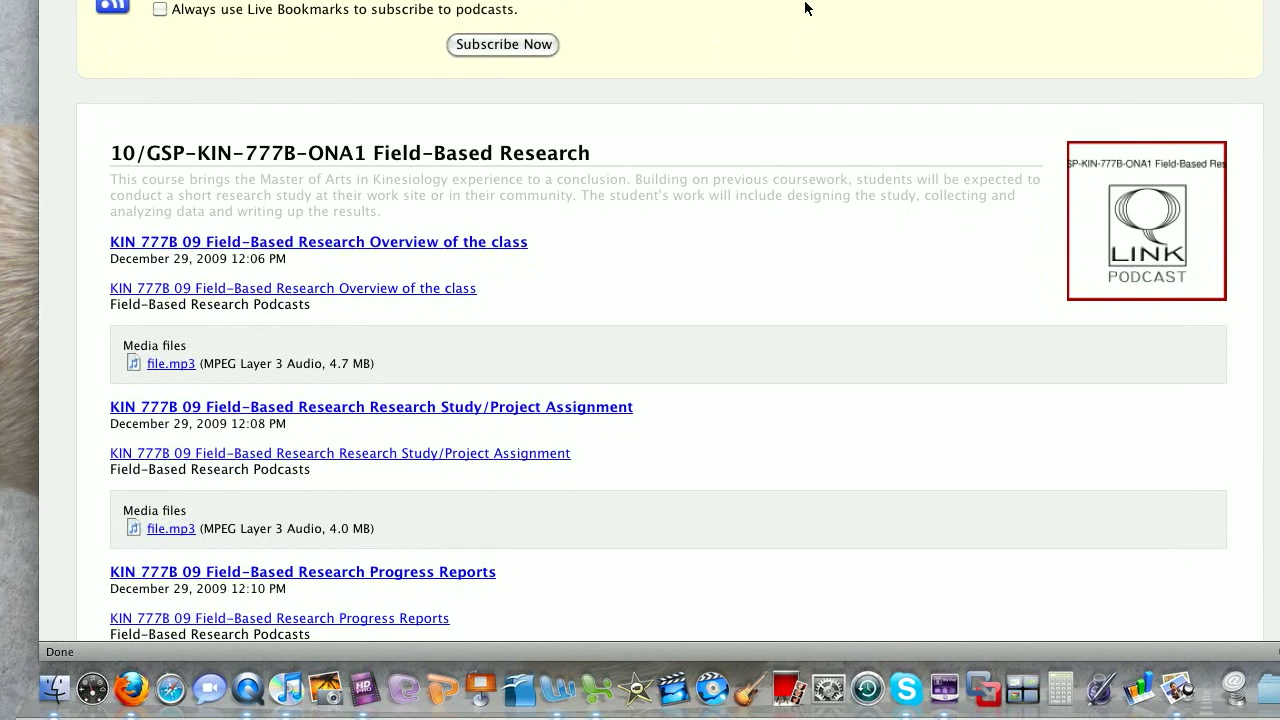 Always use Live Bookmarks to subscribe to podcasts.
Subscribe Now
10/GSP-KIN-777B-ONA1 Field-Based Research
This course brings the Master of Arts in Kinesiology experience to a conclusion. Building on previous coursework, students will be expected to
conduct a short research study at their work site or in their community. The student's work will include designing the study, collecting and
analyzing data and writing up the results.
SP-KIN-777B-ONA1 Field-Based Res
LINK
PODCAST
KIN 777B 09 Field-Based Research Overview of the class
December 29, 2009 12:06 PM
KIN 777B 09 Field-Based Research Overview of the class
Field-Based Research Podcasts
Media files
file.mp3 (MPEG Layer 3 Audio, 4.7 MB)
KIN 777B 09 Field-Based Research Research Study/Project Assignment
December 29, 2009 12:08 PM
KIN 777B 09 Field-Based Research Research Study/Project Assignment
Field-Based Research Podcasts
Media files
file.mp3 (MPEG Layer 3 Audio, 4.0 MB)
KIN 777B 09 Field-Based Research Progress Reports
December 29, 2009 12:10 PM
KIN 777B 09 Field-Based Research Progress Reports
Field-Based Research Podcasts
Done
HD